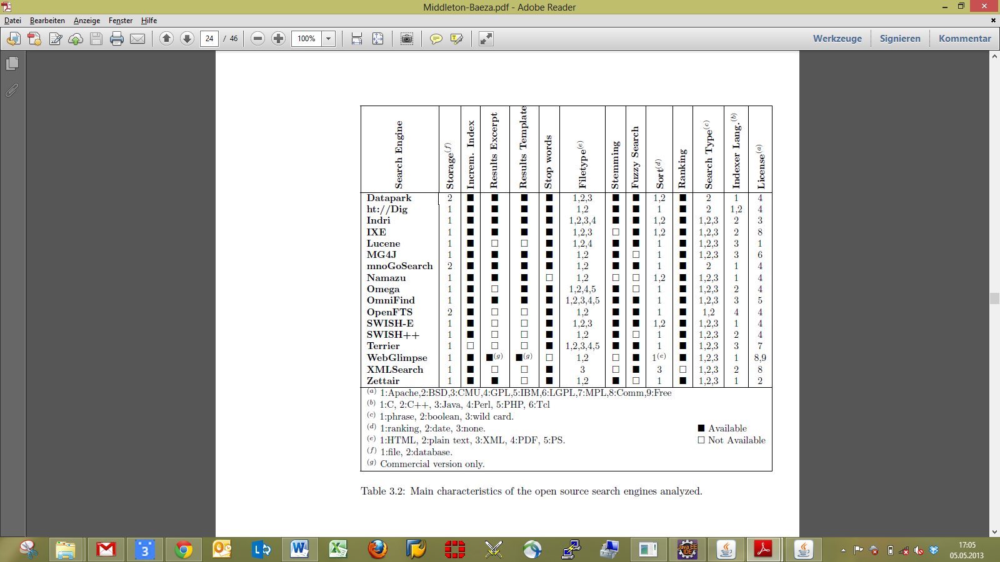 Middleton-Baeza.pdf - Adobe Reader
Datei Bearbeiten Anzeige Fenster Hilfe
24 / 46 100% Werkzeuge Signieren Kommentar
Search Engine Storage(f) Increm. Index Results Excerpt Results Template Stop words Filetype(e) Stemming Fuzzy Search Sort(d) Ranking Search Type(c) Indexer Lang.(b) License(a)
Datapark 2 ■ ■ ■ ■ 1,2,3 ■ ■ 1,2 ■ 2 1 4
ht://Dig 1 ■ ■ ■ ■ 1,2 ■ ■ 1 ■ 2 1,2 4
Indri 1 ■ ■ ■ ■ 1,2,3,4 ■ ■ 1,2 ■ 1,2,3 2 3
IXE 1 ■ ■ ■ ■ 1,2,3 □ ■ 1,2 ■ 1,2,3 2 8
Lucene 1 ■ □ □ ■ 1,2,4 ■ ■ 1 ■ 1,2,3 3 1
MG4J 1 ■ ■ ■ ■ 1,2 ■ □ 1 ■ 1,2,3 3 6
mnoGoSearch 2 ■ ■ ■ ■ 1,2 ■ ■ 1 ■ 2 1 4
Namazu 1 ■ ■ ■ □ 1,2 □ □ 1,2 ■ 1,2,3 1 4
Omega 1 ■ □ ■ ■ 1,2,4,5 ■ □ 1 ■ 1,2,3 2 4
OmniFind 1 ■ ■ ■ ■ 1,2,3,4,5 ■ ■ 1 ■ 1,2,3 3 5
OpenFTS 2 ■ □ □ ■ 1,2 ■ ■ 1 ■ 1,2 4 4
SWISH-E 1 ■ □ □ ■ 1,2,3 ■ ■ 1,2 ■ 1,2,3 1 4
SWISH++ 1 ■ □ □ ■ 1,2 ■ □ 1 ■ 1,2,3 2 4
Terrier 1 □ □ □ ■ 1,2,3,4,5 ■ ■ 1 ■ 1,2,3 3 7
WebGlimpse 1 ■ ■(g) ■(g) □ 1,2 □ ■ 1(e) ■ 1,2,3 1 8,9
XMLSearch 1 ■ □ □ ■ 3 □ ■ 3 □ 1,2,3 2 8
Zettair 1 ■ ■ □ ■ 1,2 ■ □ 1 ■ 1,2,3 1 2
(a) 1:Apache,2:BSD,3:CMU,4:GPL,5:IBM,6:LGPL,7:MPL,8:Comm,9:Free
(b) 1:C, 2:C++, 3:Java, 4:Perl, 5:PHP, 6:Tcl
(c) 1:phrase, 2:boolean, 3:wild card.
(d) 1:ranking, 2:date, 3:none. ■ Available
(e) 1:HTML, 2:plain text, 3:XML, 4:PDF, 5:PS. □ Not Available
(f) 1:file, 2:database.
(g) Commercial version only.
Table 3.2: Main characteristics of the open source search engines analyzed.
3
Java EE
IDE
17:05
05.05.2013